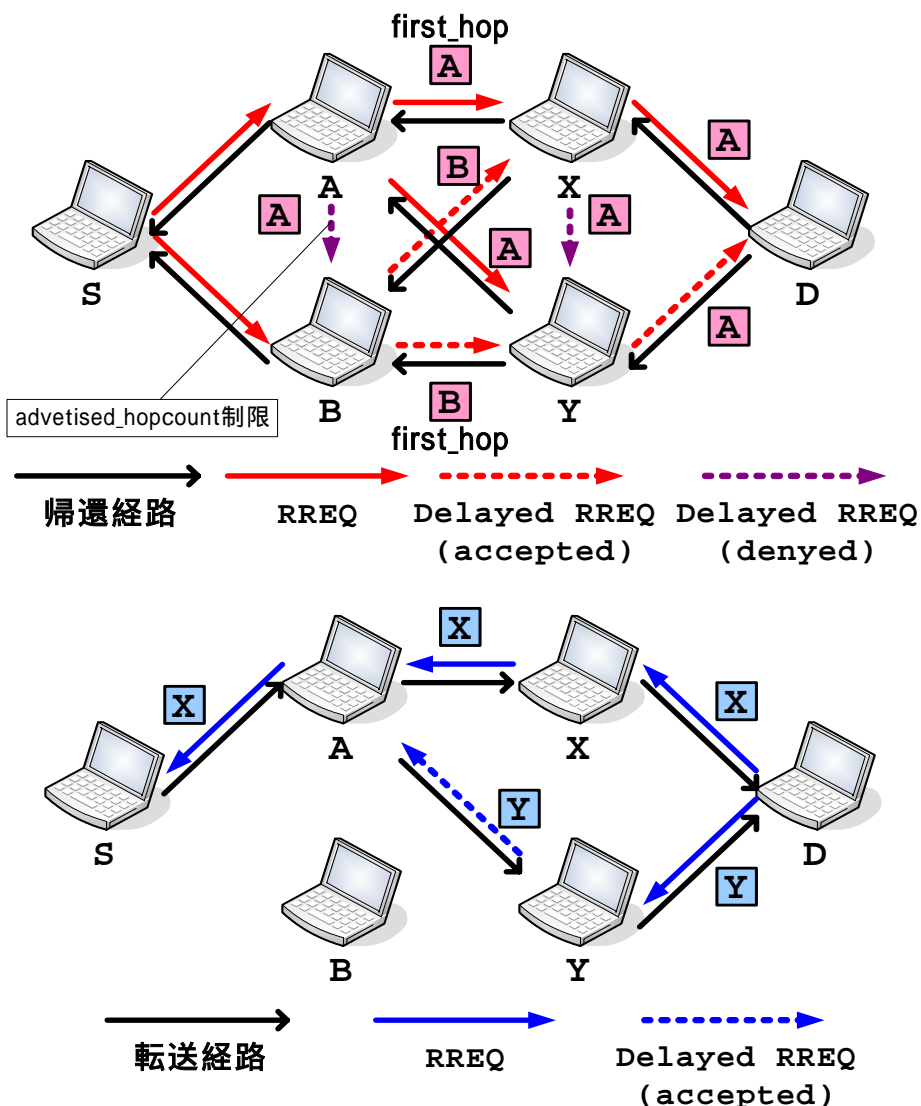 first_hop
A
A
B
A
X
A
A
A
S
D
A
B
B
Y
advetised_hopcount制限
first_hop
帰還経路
RREQ
Delayed RREQ
(accepted)
Delayed RREQ
(denyed)
X
X
X
A
X
Y
S
D
Y
B
Y
転送経路
RREQ
Delayed RREQ
(accepted)